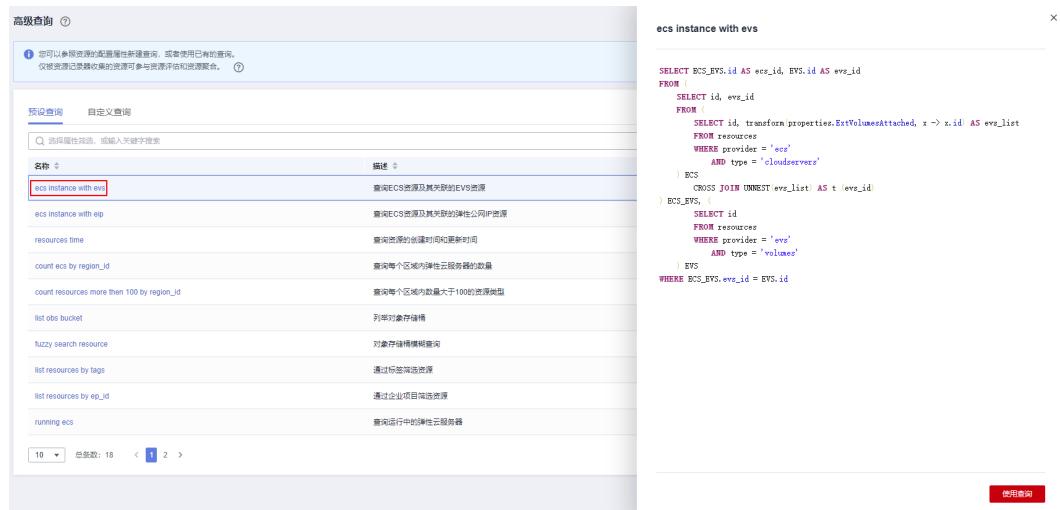 高级查询
您可以参照资源的配置属性新建查询，或者使用已有的查询。
仅被资源记录器收集的资源可参与资源评估和资源聚合。
预设查询 自定义查询
选择属性筛选，或输入关键字搜索
名称 描述
ecs instance with evs 查询ECS资源及其关联的EVS资源
ecs instance with eip 查询ECS资源及其关联的弹性公网IP资源
resources time 查询资源的创建时间和更新时间
count ecs by region_id 查询每个区域内弹性云服务器的数量
count resources more then 100 by region_id 查询每个区域内数量大于100的资源类型
list obs bucket 列举对象存储桶
fuzzy search resource 对象存储桶模糊查询
list resources by tags 通过标签筛选资源
list resources by ep_id 通过企业项目筛选资源
running ecs 查询运行中的弹性云服务器
10 总条数: 18 < 1 2 >
ecs instance with evs
SELECT ECS_EVS.id AS ecs_id, EVS.id AS evs_id
FROM (
SELECT id, evs_id
FROM (
SELECT id, transform(properties.ExtVolumesAttached, x -> x.id) AS evs_list
FROM resources
WHERE provider = 'ecs'
AND type = 'cloudservers'
) ECS
CROSS JOIN UNNEST(evs_list) AS t (evs_id)
) ECS_EVS, (
SELECT id
FROM resources
WHERE provider = 'evs'
AND type = 'volumes'
) EVS
WHERE ECS_EVS.evs_id = EVS.id
使用查询